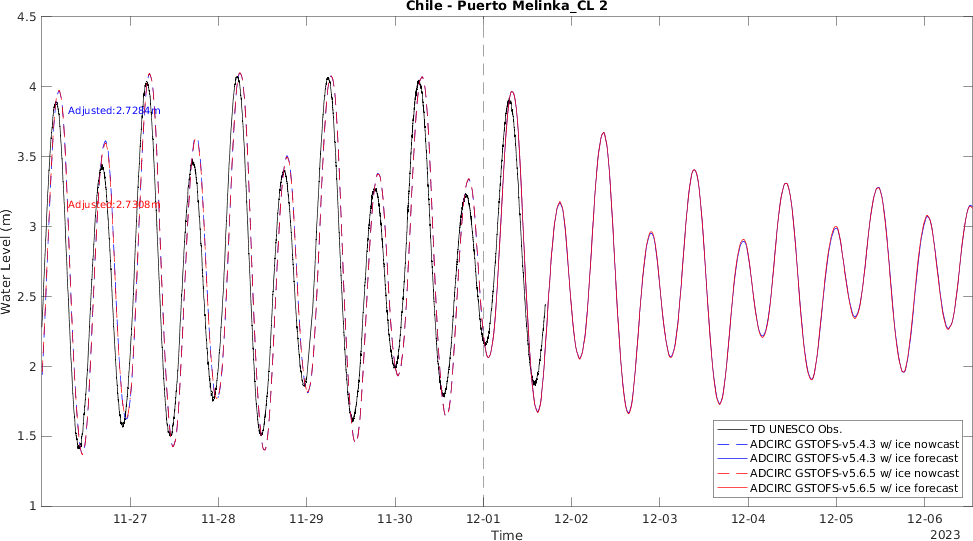 Chile - Puerto Melinka_CL 2
4.5
4
3.5
3
2.5
2
1.5
1
Water Level (m)
Adjusted:2.7284m
Adjusted:2.7308m
TD UNESCO Obs.
ADCIRC GSTOFS-v5.4.3 w/ ice nowcast
ADCIRC GSTOFS-v5.4.3 w/ ice forecast
ADCIRC GSTOFS-v5.6.5 w/ ice nowcast
ADCIRC GSTOFS-v5.6.5 w/ ice forecast
11-27 11-28 11-29 11-30 12-01 12-02 12-03 12-04 12-05 12-06
2023
Time